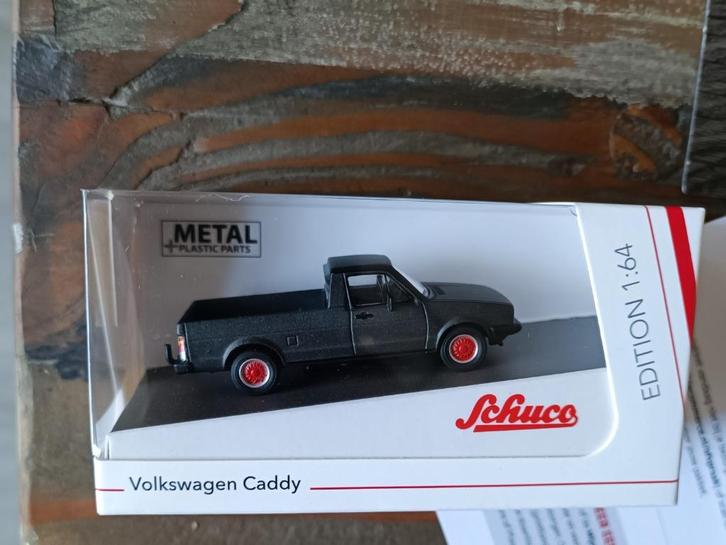 METAL
+PLASTIC PARTS
EDITION 1:64
Schuco
Volkswagen Caddy